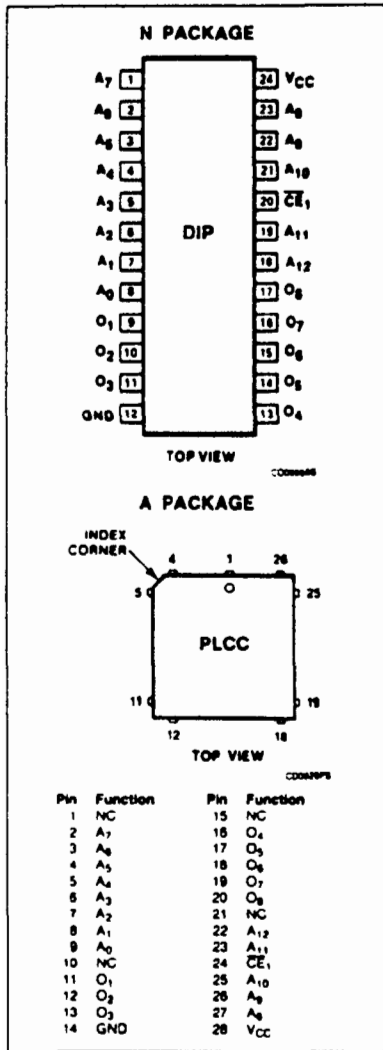 N PACKAGE
A7 1 24 VCC
A6 2 23 A8
A5 3 22 A9
A4 4 21 A10
A3 5 20 C̅E̅1
A2 6 DIP 19 A11
A1 7 18 A12
A0 8 17 O8
O1 9 16 O7
O2 10 15 O6
O3 11 14 O5
GND 12 13 O4
TOP VIEW
A PACKAGE
INDEX
CORNER
4 1 26
5 25
PLCC
11 19
12 18
TOP VIEW
Pin Function Pin Function
1 NC 15 NC
2 A7 16 O4
3 A6 17 O5
4 A5 18 O6
5 A4 19 O7
6 A3 20 O8
7 A2 21 NC
8 A1 22 A12
9 A0 23 A11
10 NC 24 C̅E̅1
11 O1 25 A10
12 O2 26 A9
13 O3 27 A8
14 GND 28 VCC